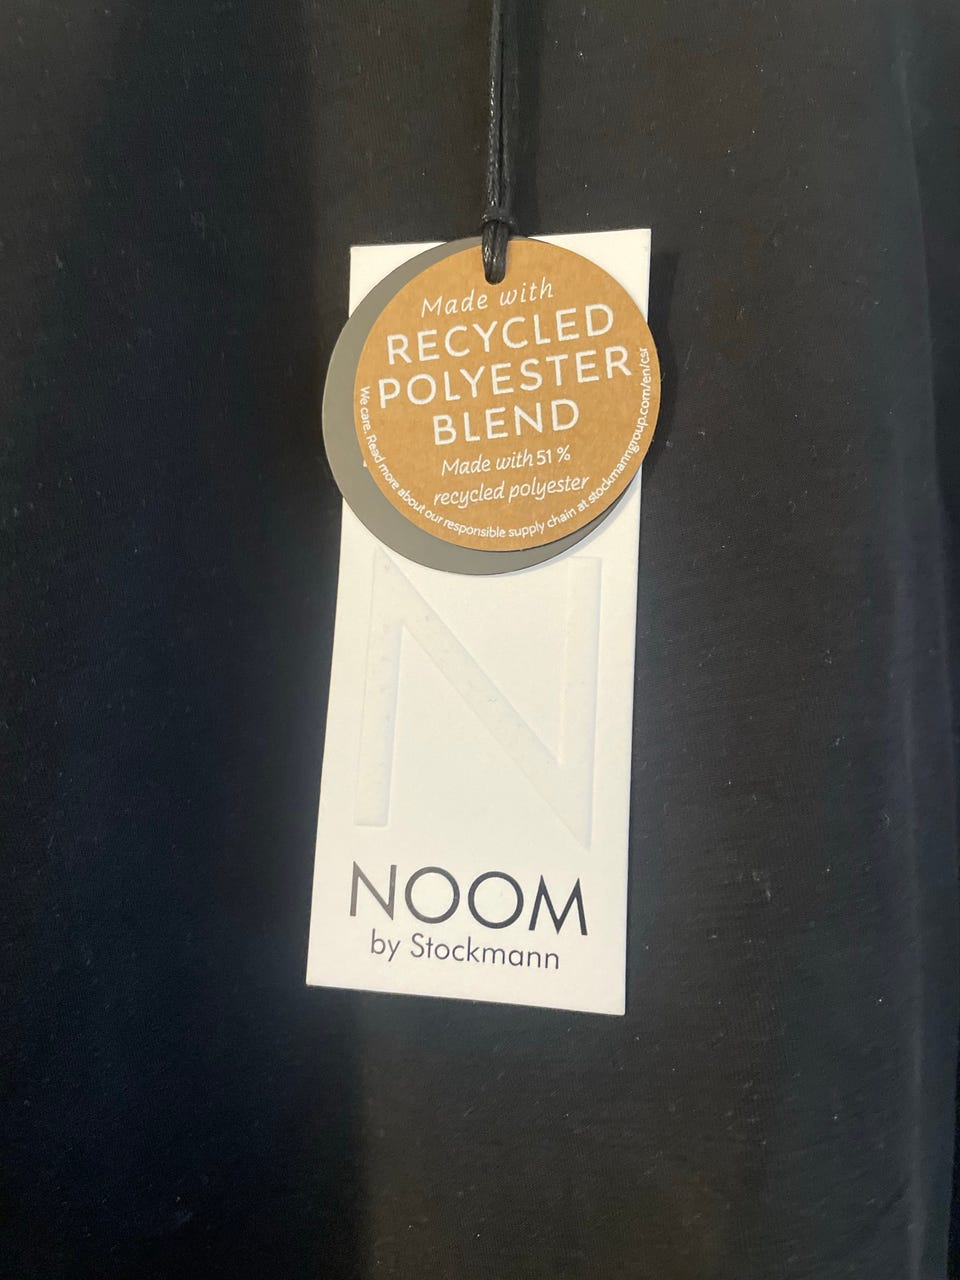 Made with
RECYCLED
POLYESTER
BLEND
Made with 51 %
recycled polyester
We care. Read more about our responsible supply chain at stockmanngroup.com/en/csr
N
NOOM
by Stockmann